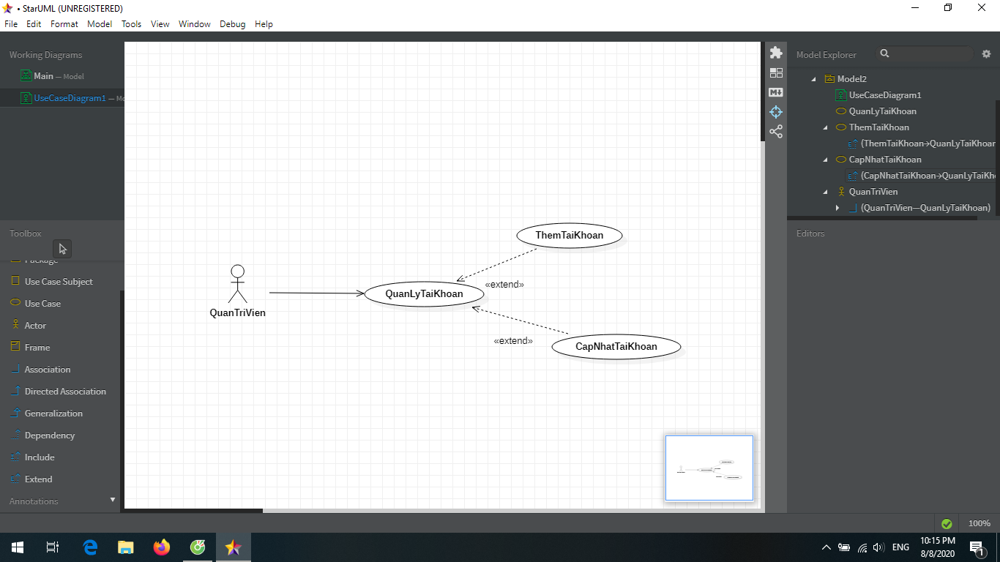 • StarUML (UNREGISTERED)
File Edit Format Model Tools View Window Debug Help
Working Diagrams
Main — Model
UseCaseDiagram1 — Mo
Toolbox
Package
Use Case Subject
Use Case
Actor
Frame
Association
Directed Association
Generalization
Dependency
Include
Extend
Annotations
QuanTriVien
QuanLyTaiKhoan
ThemTaiKhoan
«extend»
«extend»
CapNhatTaiKhoan
M
Model Explorer
Model2
UseCaseDiagram1
QuanLyTaiKhoan
ThemTaiKhoan
(ThemTaiKhoan→QuanLyTaiKhoan
CapNhatTaiKhoan
(CapNhatTaiKhoan→QuanLyTaiKho
QuanTriVien
(QuanTriVien—QuanLyTaiKhoan)
Editors
100%
ENG
10:15 PM
8/8/2020
1